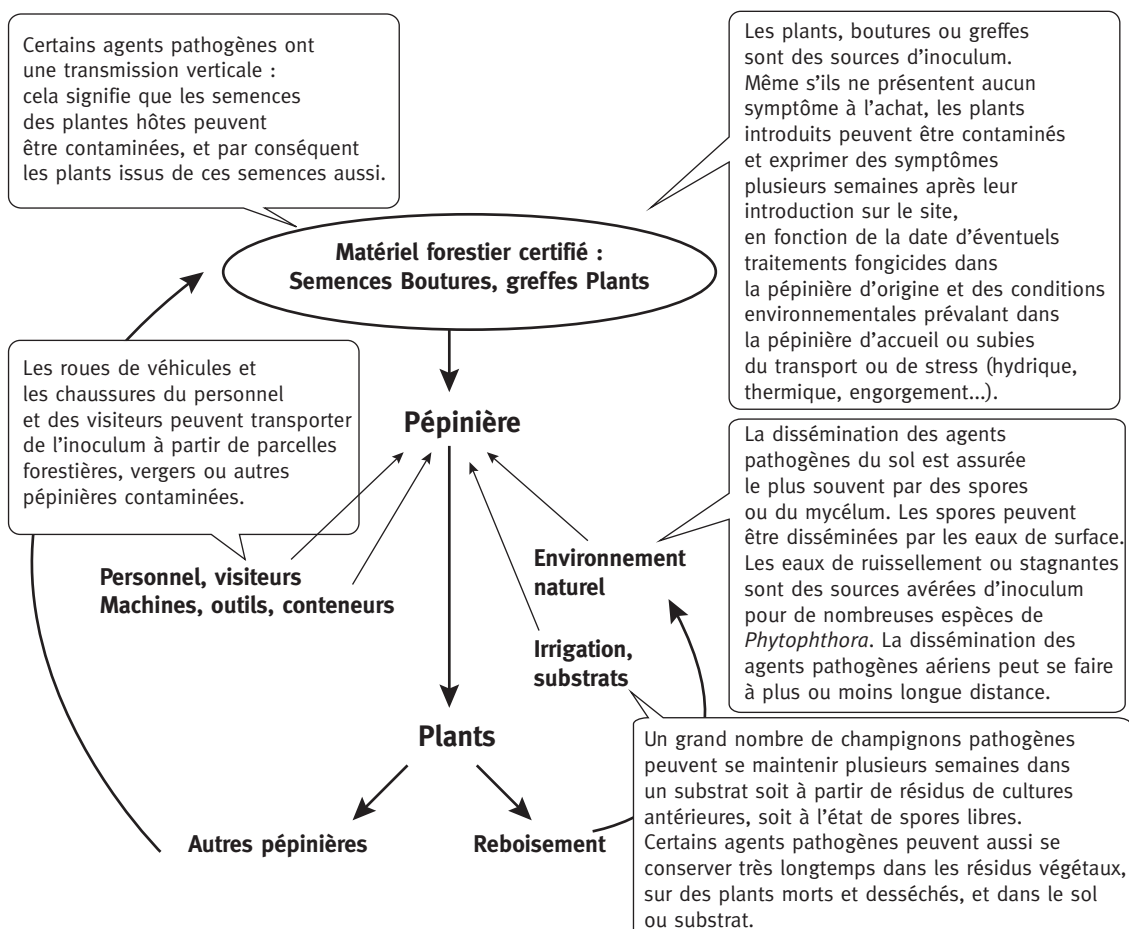 Certains agents pathogènes ont
une transmission verticale :
cela signifie que les semences
des plantes hôtes peuvent
être contaminées, et par conséquent
les plants issus de ces semences aussi.
Les plants, boutures ou greffes
sont des sources d'inoculum.
Même s'ils ne présentent aucun
symptôme à l'achat, les plants
introduits peuvent être contaminés
et exprimer des symptômes
plusieurs semaines après leur
introduction sur le site,
en fonction de la date d'éventuels
traitements fongicides dans
la pépinière d'origine et des conditions
environnementales prévalant dans
la pépinière d'accueil ou subies
du transport ou de stress (hydrique,
thermique, engorgement...).
Matériel forestier certifié :
Semences Boutures, greffes Plants
Les roues de véhicules et
les chaussures du personnel
et des visiteurs peuvent transporter
de l'inoculum à partir de parcelles
forestières, vergers ou autres
pépinières contaminées.
Pépinière
La dissémination des agents
pathogènes du sol est assurée
le plus souvent par des spores
ou du mycélum. Les spores peuvent
être disséminées par les eaux de surface.
Les eaux de ruissellement ou stagnantes
sont des sources avérées d'inoculum
pour de nombreuses espèces de
Phytophthora. La dissémination des
agents pathogènes aériens peut se faire
à plus ou moins longue distance.
Personnel, visiteurs
Machines, outils, conteneurs
Environnement
naturel
Irrigation,
substrats
Plants
Un grand nombre de champignons pathogènes
peuvent se maintenir plusieurs semaines dans
un substrat soit à partir de résidus de cultures
antérieures, soit à l'état de spores libres.
Certains agents pathogènes peuvent aussi se
conserver très longtemps dans les résidus végétaux,
sur des plants morts et desséchés, et dans le sol
ou substrat.
Autres pépinières
Reboisement